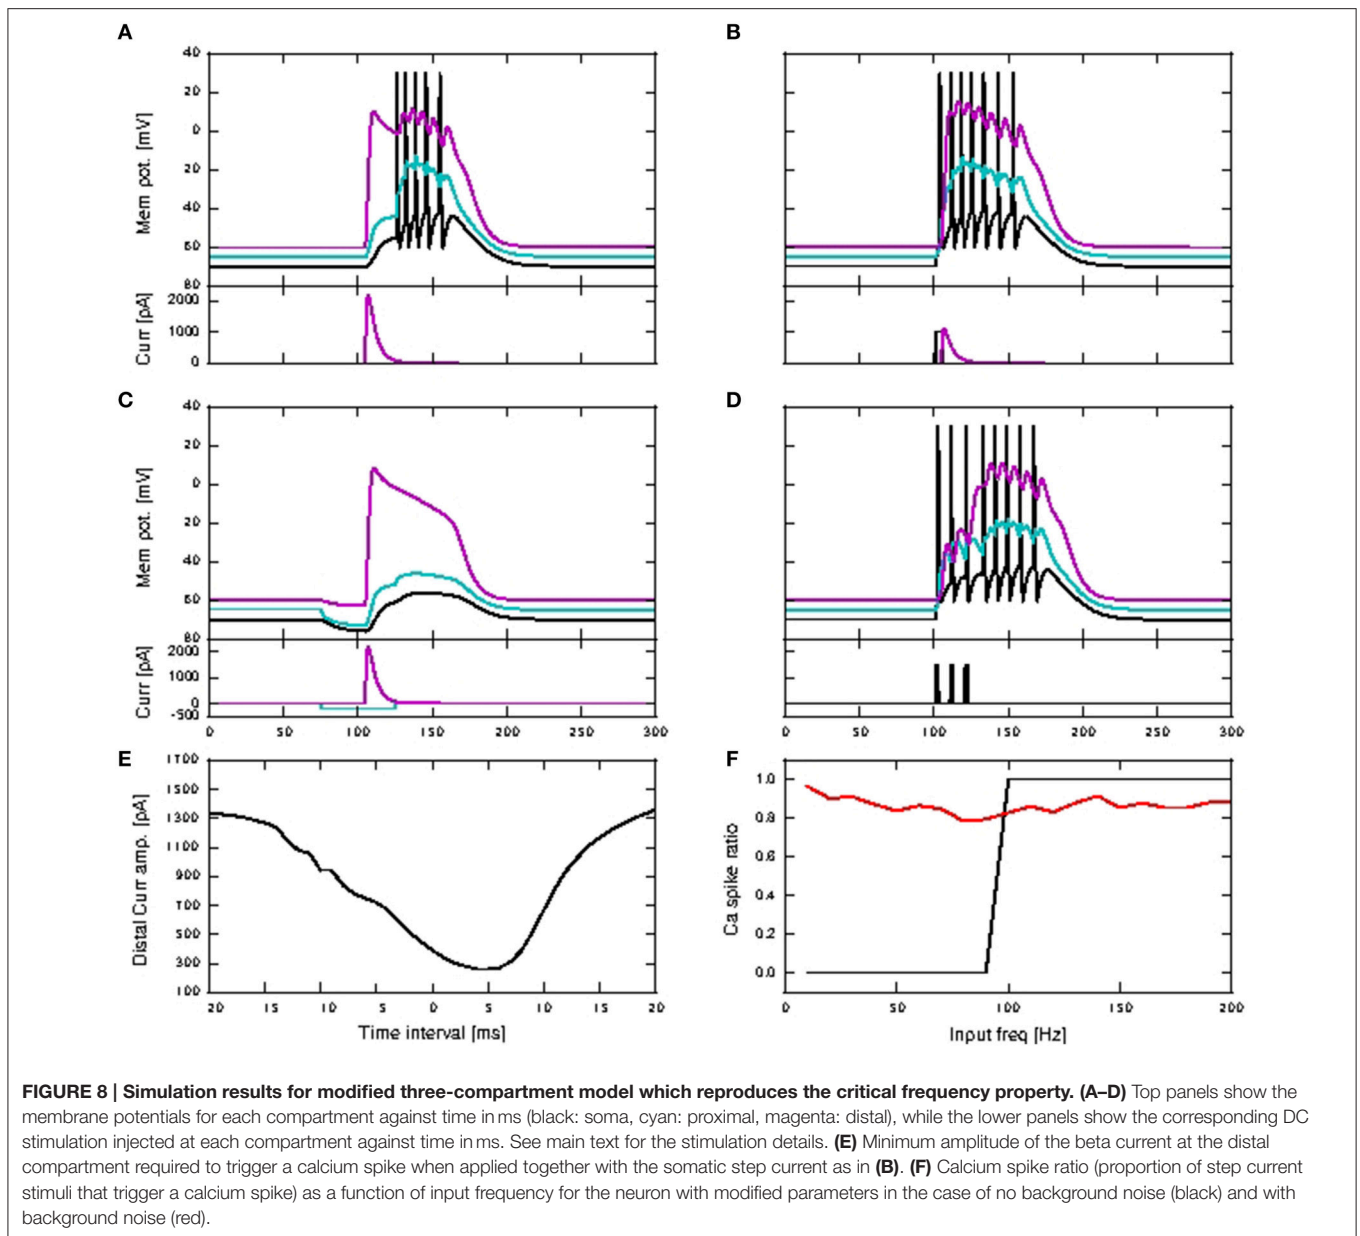 A
B
40
20
0
20
40
60
80
Mem pot. [mV]
2000
1000
0
Curr [pA]
C
D
40
20
0
20
40
60
80
Mem pot. [mV]
2000
1000
0
-500
Curr [pA]
0 50 100 150 200 250 300
0 50 100 150 200 250 300
E
1700
1500
1300
1100
900
700
500
300
100
Distal Curr amp. [pA]
20 15 10 5 0 5 10 15 20
Time interval [ms]
F
1.0
0.8
0.6
0.4
0.2
0.0
Ca spike ratio
0 50 100 150 200
Input freq [Hz]
FIGURE 8 | Simulation results for modified three-compartment model which reproduces the critical frequency property. (A–D) Top panels show the
membrane potentials for each compartment against time in ms (black: soma, cyan: proximal, magenta: distal), while the lower panels show the corresponding DC
stimulation injected at each compartment against time in ms. See main text for the stimulation details. (E) Minimum amplitude of the beta current at the distal
compartment required to trigger a calcium spike when applied together with the somatic step current as in (B). (F) Calcium spike ratio (proportion of step current
stimuli that trigger a calcium spike) as a function of input frequency for the neuron with modified parameters in the case of no background noise (black) and with
background noise (red).